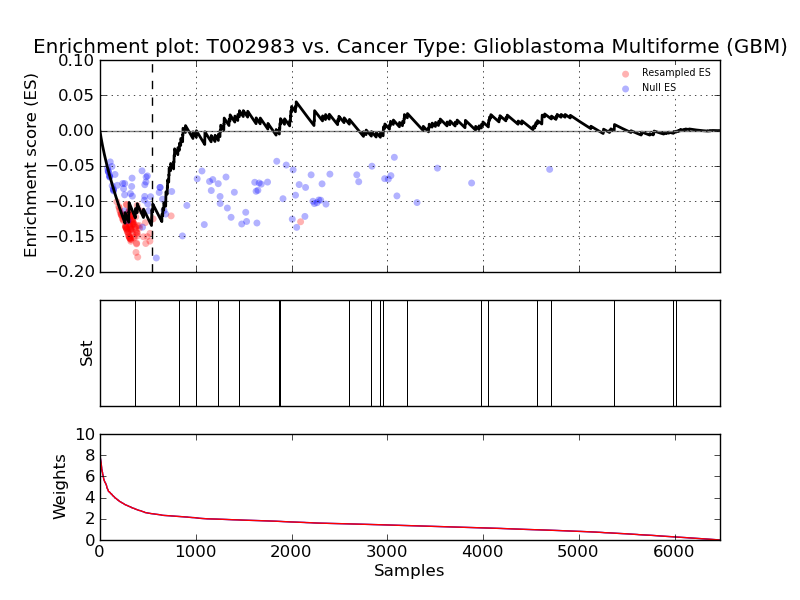 Enrichment plot: T002983 vs. Cancer Type: Glioblastoma Multiforme (GBM)
0.10
0.05
0.00
−0.05
−0.10
−0.15
−0.20
Enrichment score (ES)
Resampled ES
Null ES
Set
10
8
6
4
2
0
Weights
0
1000
2000
3000
4000
5000
6000
Samples